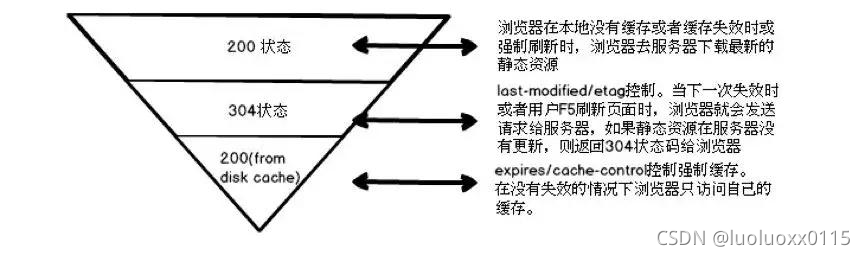 200 状态
浏览器在本地没有缓存或者缓存失效时或
强制刷新时，浏览器去服务器下载最新的
静态资源
304状态
last-modified/etag控制。当下一次失效时
或者用户F5刷新页面时，浏览器就会发送
请求给服务器，如果静态资源在服务器没
有更新，则返回304状态码给浏览器
200(from
disk cache)
expires/cache-control控制强制缓存。
在没有失效的情况下浏览器只访问自己的
缓存。
CSDN @luoluoxx0115